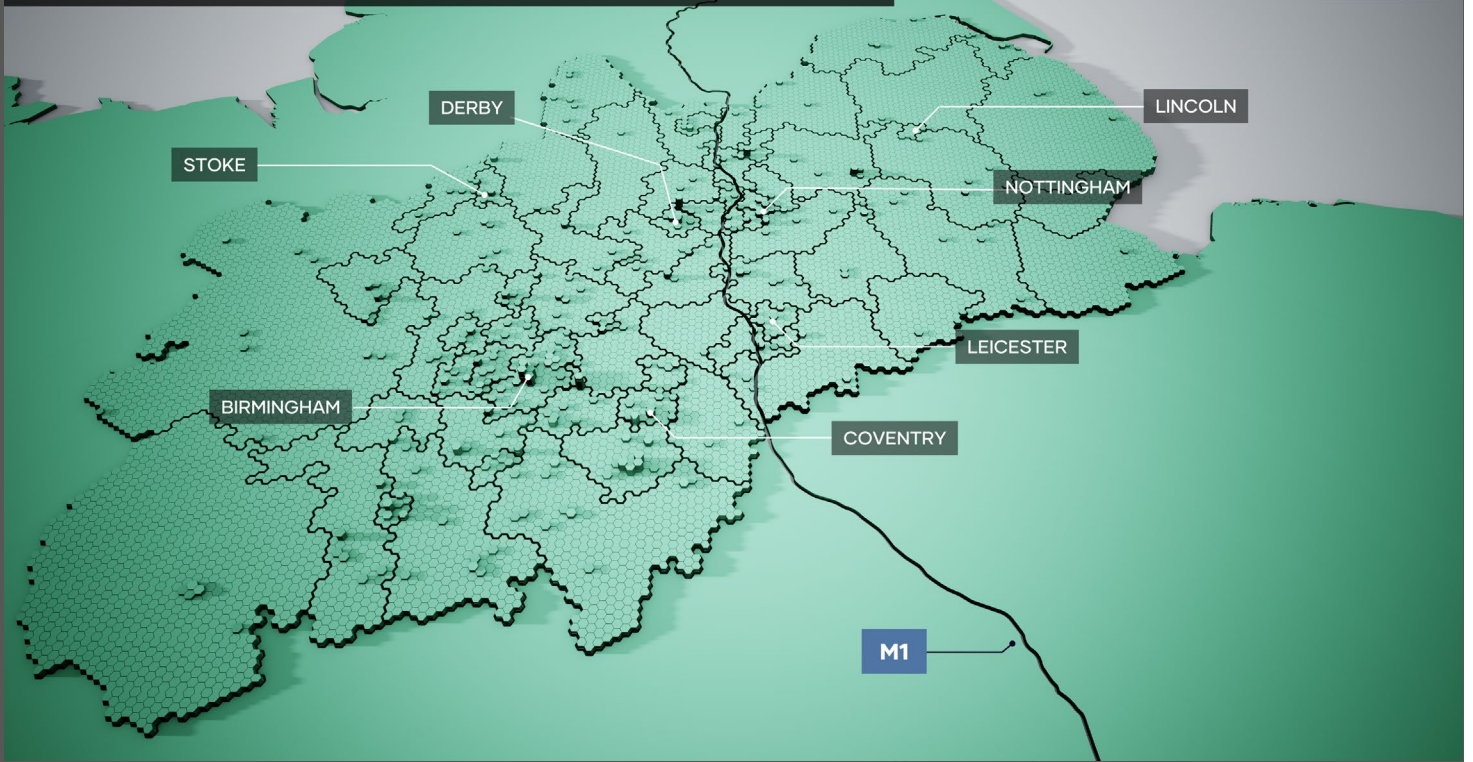 DERBY
LINCOLN
STOKE
NOTTINGHAM
LEICESTER
BIRMINGHAM
COVENTRY
M1